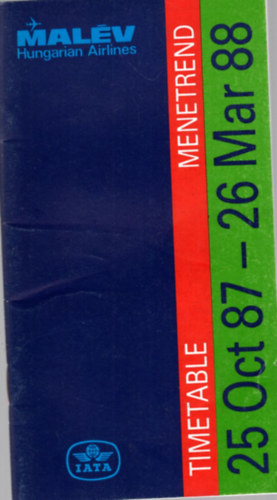 MALÉV
Hungarian Airlines
TIMETABLE MENETREND
25 Oct 87 – 26 Mar 88
IATA